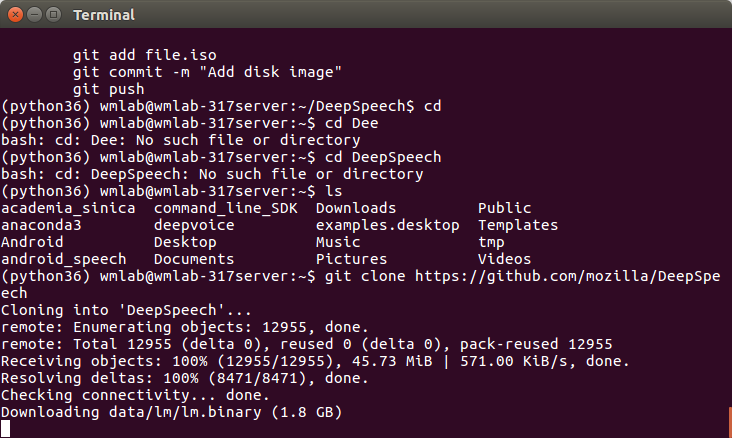 Terminal
git add file.iso
git commit -m "Add disk image"
git push
(python36) wmlab@wmlab-317server:~/DeepSpeech$ cd
(python36) wmlab@wmlab-317server:~$ cd Dee
bash: cd: Dee: No such file or directory
(python36) wmlab@wmlab-317server:~$ cd DeepSpeech
bash: cd: DeepSpeech: No such file or directory
(python36) wmlab@wmlab-317server:~$ ls
academia_sinica  command_line_SDK  Downloads         Public
anaconda3        deepvoice         examples.desktop  Templates
Android          Desktop           Music             tmp
android_speech   Documents         Pictures          Videos
(python36) wmlab@wmlab-317server:~$ git clone https://github.com/mozilla/DeepSpe
ech
Cloning into 'DeepSpeech'...
remote: Enumerating objects: 12955, done.
remote: Total 12955 (delta 0), reused 0 (delta 0), pack-reused 12955
Receiving objects: 100% (12955/12955), 45.73 MiB | 571.00 KiB/s, done.
Resolving deltas: 100% (8471/8471), done.
Checking connectivity... done.
Downloading data/lm/lm.binary (1.8 GB)